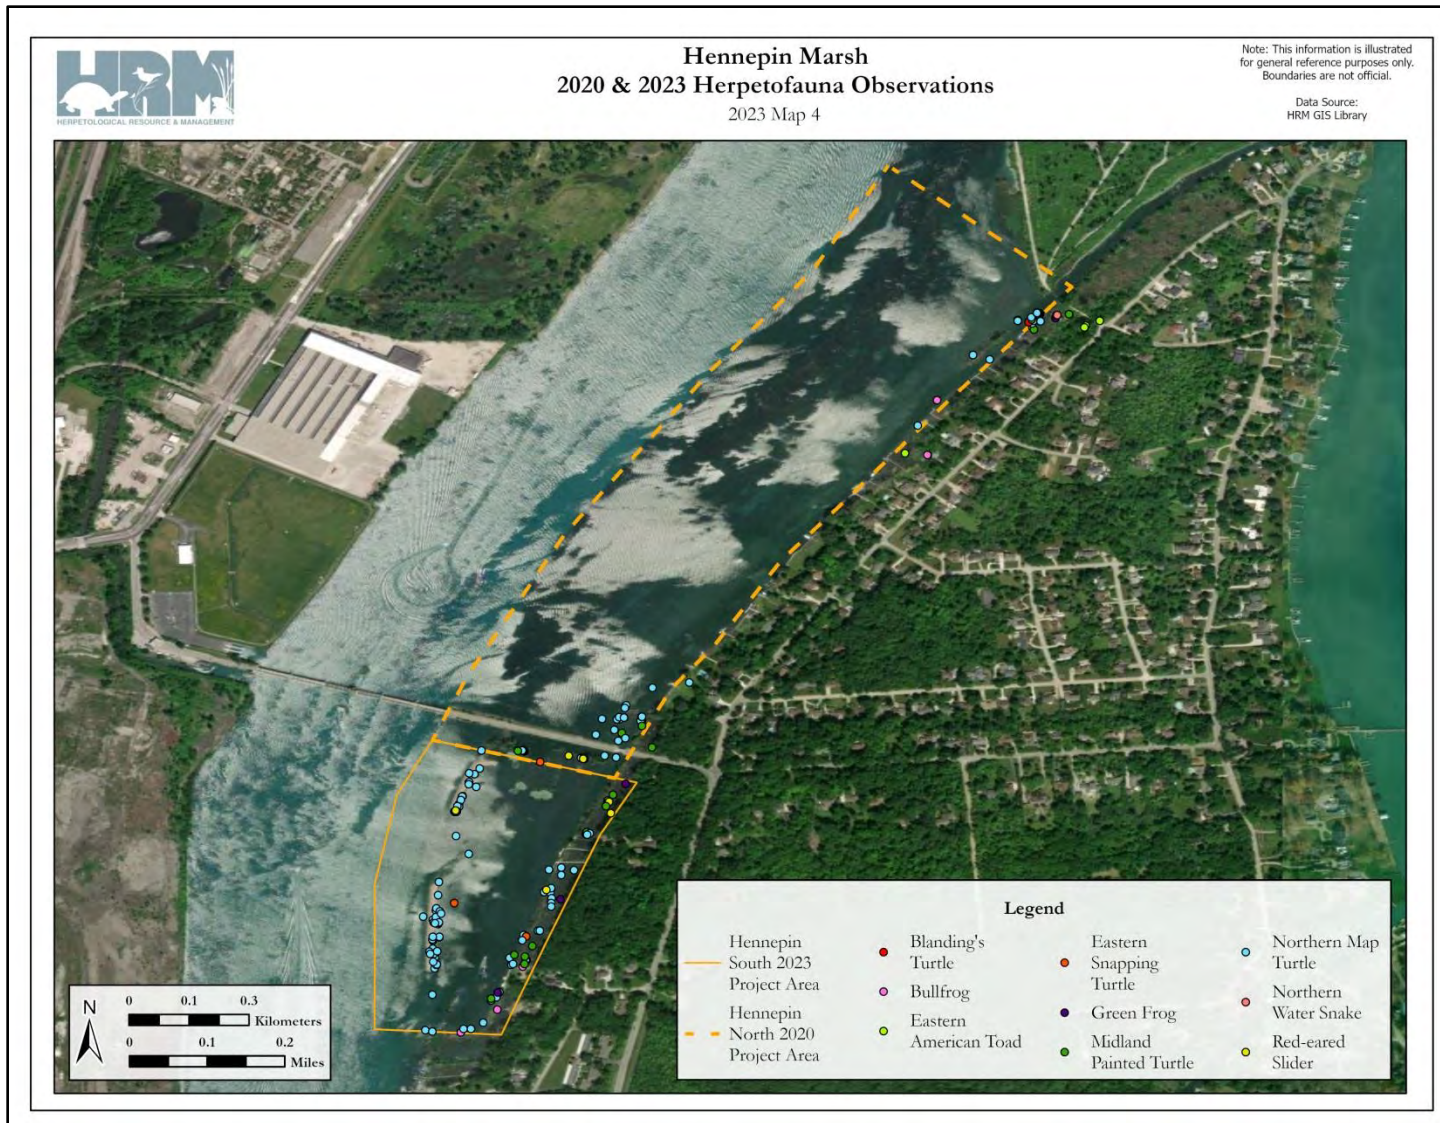 HRM
HERPETOLOGICAL RESOURCE & MANAGEMENT
Hennepin Marsh
2020 & 2023 Herpetofauna Observations
2023 Map 4
Note: This information is illustrated
for general reference purposes only.
Boundaries are not official.
Data Source:
HRM GIS Library
N
0 0.1 0.3
Kilometers
0 0.1 0.2
Miles
Legend
Hennepin
South 2023
Project Area
Hennepin
North 2020
Project Area
Blanding's
Turtle
Bullfrog
Eastern
American Toad
Eastern
Snapping
Turtle
Green Frog
Midland
Painted Turtle
Northern Map
Turtle
Northern
Water Snake
Red-eared
Slider